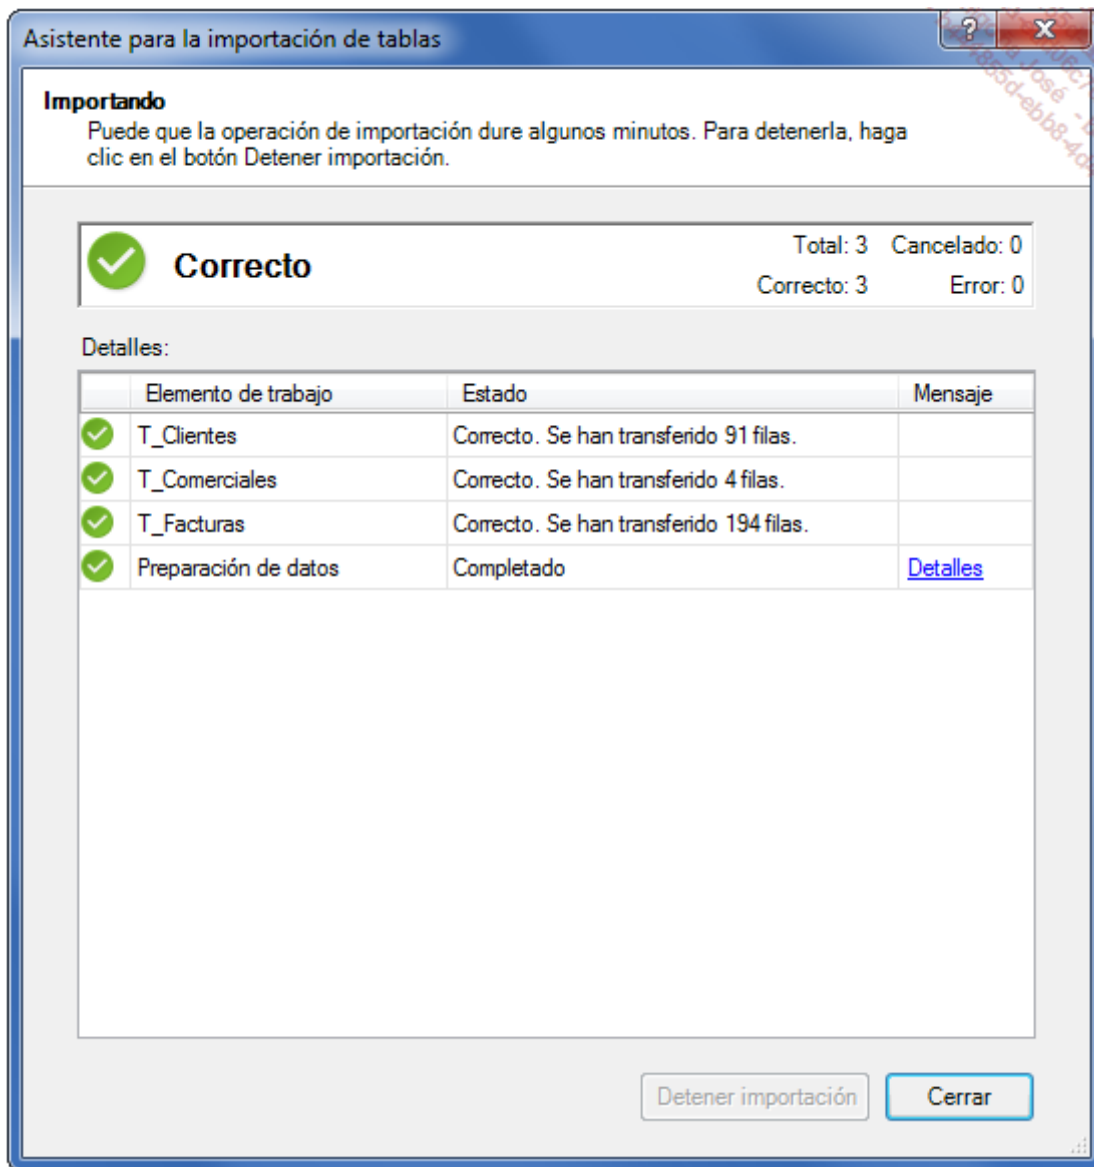 Asistente para la importación de tablas
?
Importando
Puede que la operación de importación dure algunos minutos. Para detenerla, haga
clic en el botón Detener importación.
Correcto
Total: 3 Cancelado: 0
Correcto: 3 Error: 0
Detalles:
Elemento de trabajo Estado Mensaje
T_Clientes Correcto. Se han transferido 91 filas.
T_Comerciales Correcto. Se han transferido 4 filas.
T_Facturas Correcto. Se han transferido 194 filas.
Preparación de datos Completado Detalles
Detener importación Cerrar
José